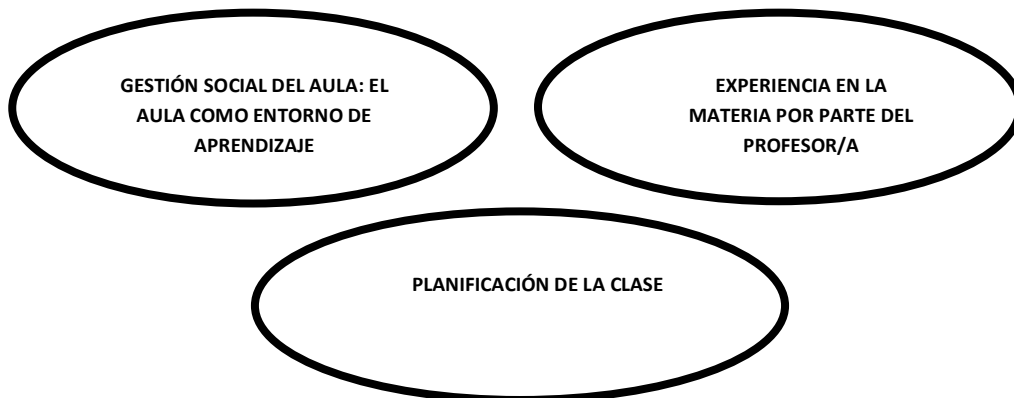 GESTIÓN SOCIAL DEL AULA: EL
AULA COMO ENTORNO DE
APRENDIZAJE
EXPERIENCIA EN LA
MATERIA POR PARTE DEL
PROFESOR/A
PLANIFICACIÓN DE LA CLASE